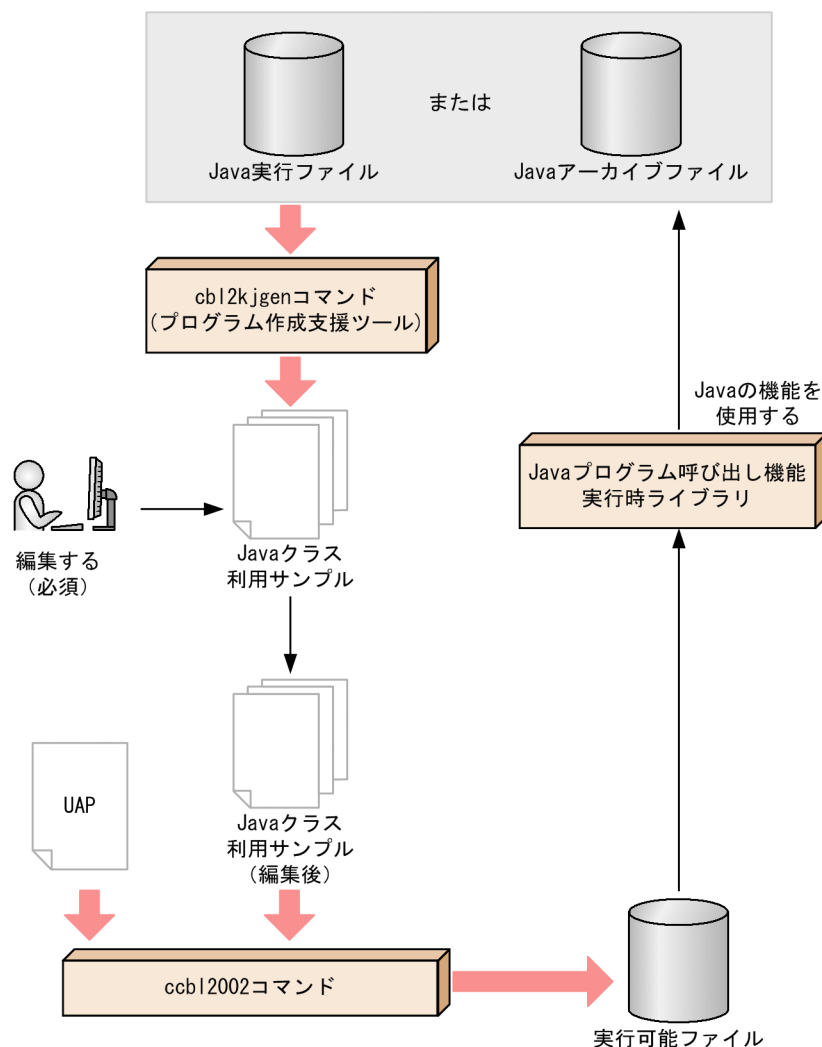 または
Java実行ファイル
Javaアーカイブファイル
cbl2kjgenコマンド
(プログラム作成支援ツール)
Javaの機能を
使用する
Javaプログラム呼び出し機能
実行時ライブラリ
編集する
(必須)
Javaクラス
利用サンプル
UAP
Javaクラス
利用サンプル
(編集後)
ccbl2002コマンド
実行可能ファイル